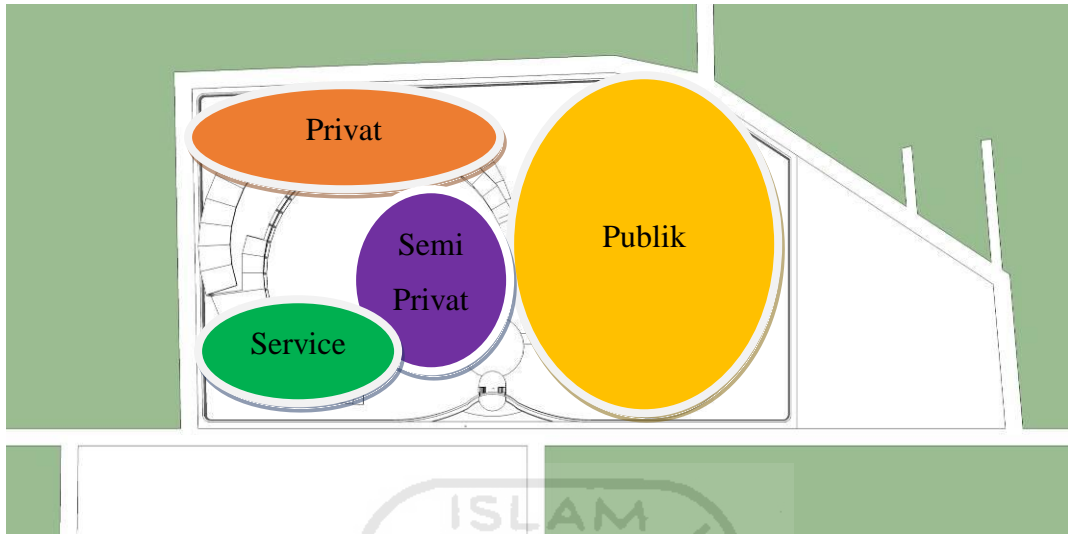 Privat
Publik
Semi
Privat
Service
ISLAM